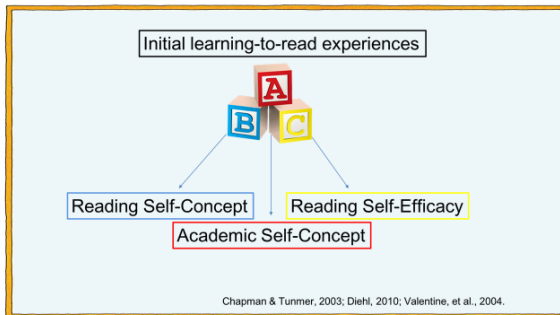 Initial learning-to-read experiences
A
B C
Reading Self-Concept
Reading Self-Efficacy
Academic Self-Concept
Chapman & Tunmer, 2003; Diehl, 2010; Valentine, et al., 2004.